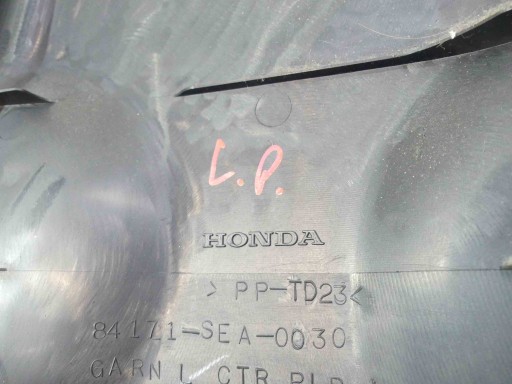 L.P.
HONDA
> PP-TD23 <
84171-SEA-0030
GARN L CTR PLR